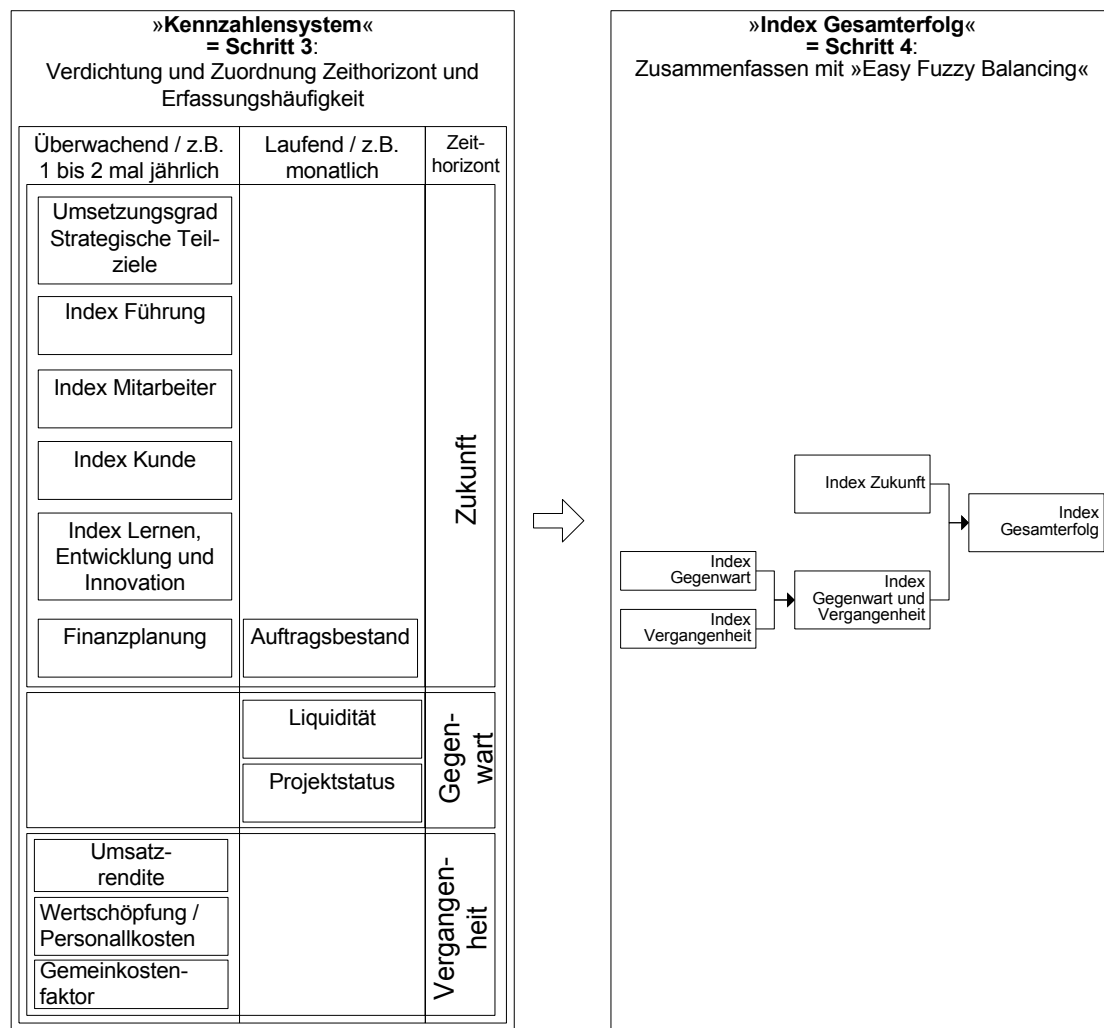 »Kennzahlensystem«
= Schritt 3:
Verdichtung und Zuordnung Zeithorizont und
Erfassungshäufigkeit
Überwachend / z.B.
1 bis 2 mal jährlich
Laufend / z.B.
monatlich
Zeit-
horizont
Umsetzungsgrad
Strategische Teil-
ziele
Index Führung
Index Mitarbeiter
Index Kunde
Index Lernen,
Entwicklung und
Innovation
Finanzplanung
Auftragsbestand
Zukunft
Liquidität
Projektstatus
Gegen-
wart
Umsatz-
rendite
Wertschöpfung /
Personallkosten
Gemeinkosten-
faktor
Vergangen-
heit
»Index Gesamterfolg«
= Schritt 4:
Zusammenfassen mit »Easy Fuzzy Balancing«
Index Zukunft
Index
Gesamterfolg
Index
Gegenwart
Index
Vergangenheit
Index
Gegenwart und
Vergangenheit